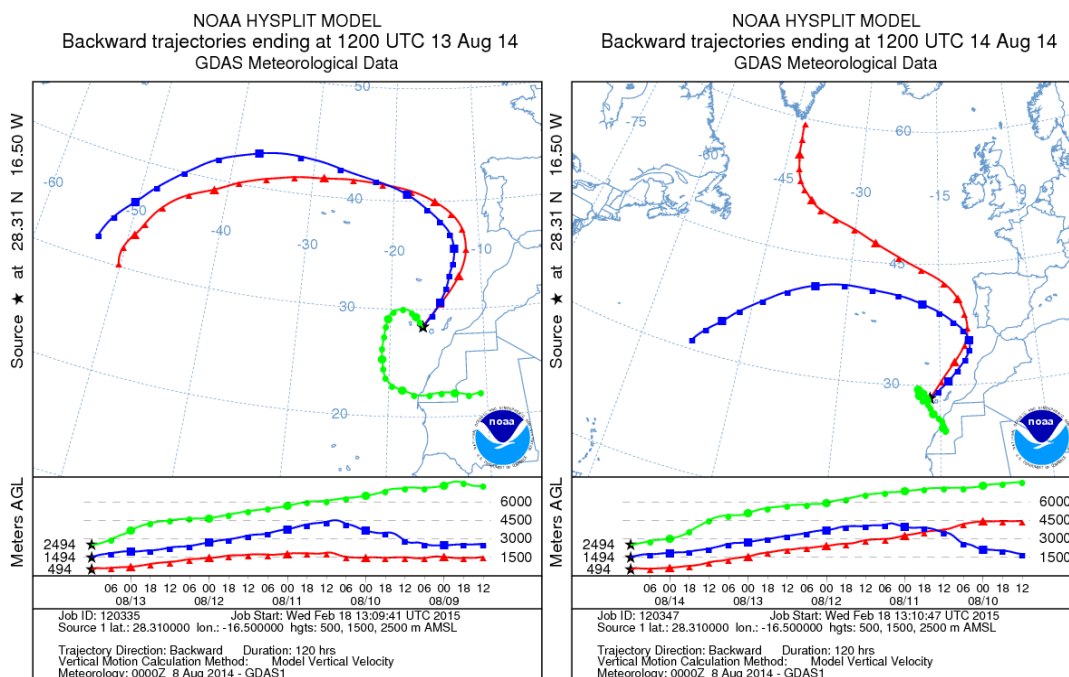 NOAA HYSPLIT MODEL
Backward trajectories ending at 1200 UTC 13 Aug 14
GDAS Meteorological Data
Source ★ at 28.31 N 16.50 W
50
-60
-50
40
-40
-30
-20
-10
30
20
noaa
Meters AGL
6000
4500
3000
1500
2494
1494
494
06 00 18 12 06 00 18 12 06 00 18 12 06 00 18 12 06 00 18 12
08/13 08/12 08/11 08/10 08/09
Job ID: 120335 Job Start: Wed Feb 18 13:09:41 UTC 2015
Source 1 lat.: 28.310000 lon.: -16.500000 hgts: 500, 1500, 2500 m AMSL
Trajectory Direction: Backward Duration: 120 hrs
Vertical Motion Calculation Method: Model Vertical Velocity
Meteorology: 0000Z 8 Aug 2014 - GDAS1
NOAA HYSPLIT MODEL
Backward trajectories ending at 1200 UTC 14 Aug 14
GDAS Meteorological Data
Source ★ at 28.31 N 16.50 W
-75
60
-60
-45
-30
-15
0
45
30
noaa
Meters AGL
6000
4500
3000
1500
2494
1494
494
06 00 18 12 06 00 18 12 06 00 18 12 06 00 18 12 06 00 18 12
08/14 08/13 08/12 08/11 08/10
Job ID: 120347 Job Start: Wed Feb 18 13:10:47 UTC 2015
Source 1 lat.: 28.310000 lon.: -16.500000 hgts: 500, 1500, 2500 m AMSL
Trajectory Direction: Backward Duration: 120 hrs
Vertical Motion Calculation Method: Model Vertical Velocity
Meteorology: 0000Z 8 Aug 2014 - GDAS1